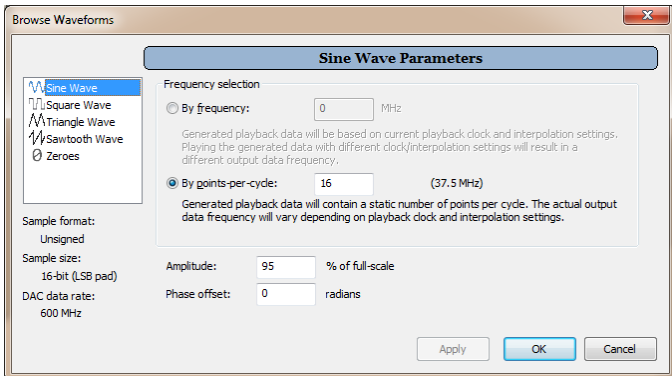 Browse Waveforms
x
Sine Wave Parameters
Sine Wave
Square Wave
Triangle Wave
Sawtooth Wave
Zeroes
Sample format:
Unsigned
Sample size:
16-bit (LSB pad)
DAC data rate:
600 MHz
Frequency selection
By frequency: 0 MHz
Generated playback data will be based on current playback clock and interpolation settings.
Playing the generated data with different clock/interpolation settings will result in a
different output data frequency.
By points-per-cycle: 16 (37.5 MHz)
Generated playback data will contain a static number of points per cycle. The actual output
data frequency will vary depending on playback clock and interpolation settings.
Amplitude: 95 % of full-scale
Phase offset: 0 radians
Apply OK Cancel